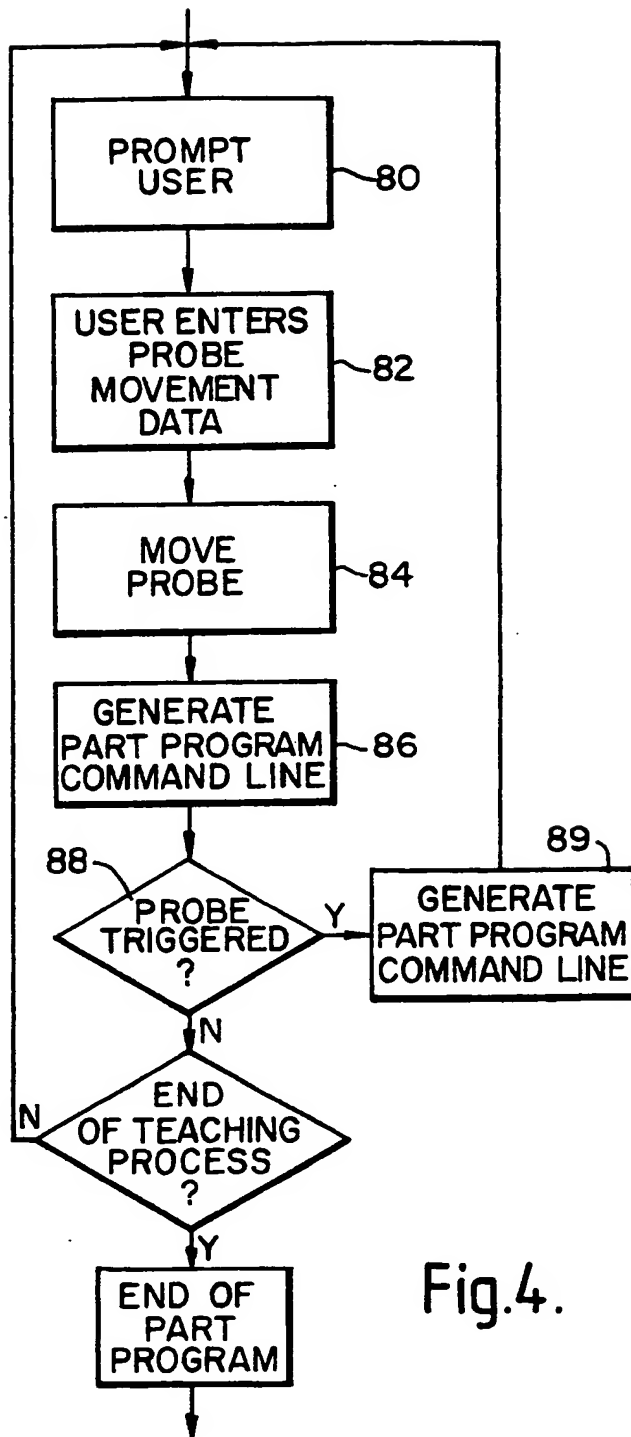 PROMPT
USER
80
USER ENTERS
PROBE
MOVEMENT
DATA
82
MOVE
PROBE
84
GENERATE
PART PROGRAM
COMMAND LINE
86
88
PROBE
TRIGGERED
?
Y
89
GENERATE
PART PROGRAM
COMMAND LINE
N
END
OF TEACHING
PROCESS
?
N
Y
END OF
PART
PROGRAM
Fig.4.